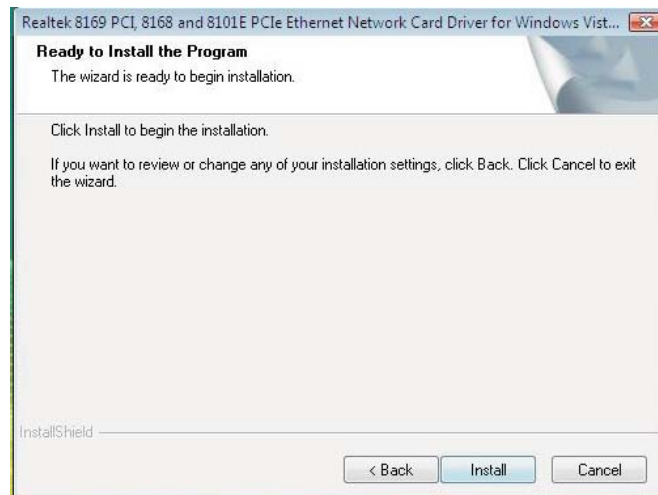 Realtek 8169 PCI, 8168 and 8101E PCIe Ethernet Network Card Driver for Windows Vist...
Ready to Install the Program
The wizard is ready to begin installation.
Click Install to begin the installation.
If you want to review or change any of your installation settings, click Back. Click Cancel to exit
the wizard.
InstallShield
< Back
Install
Cancel